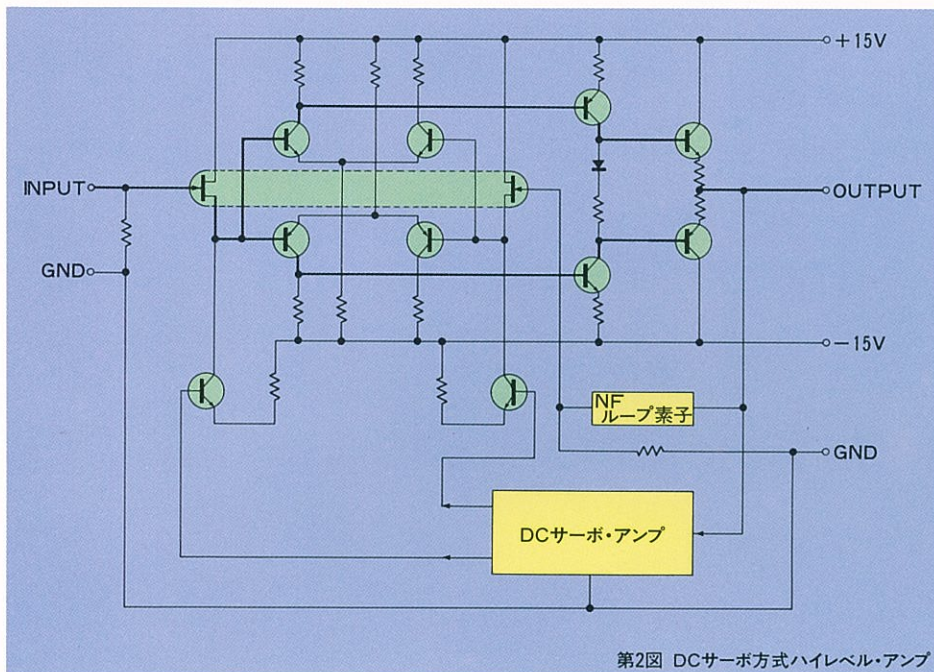 +15V
INPUT
OUTPUT
GND
-15V
NF
ループ素子
GND
DCサーボ・アンプ
第2図 DCサーボ方式ハイレベル・アンプ